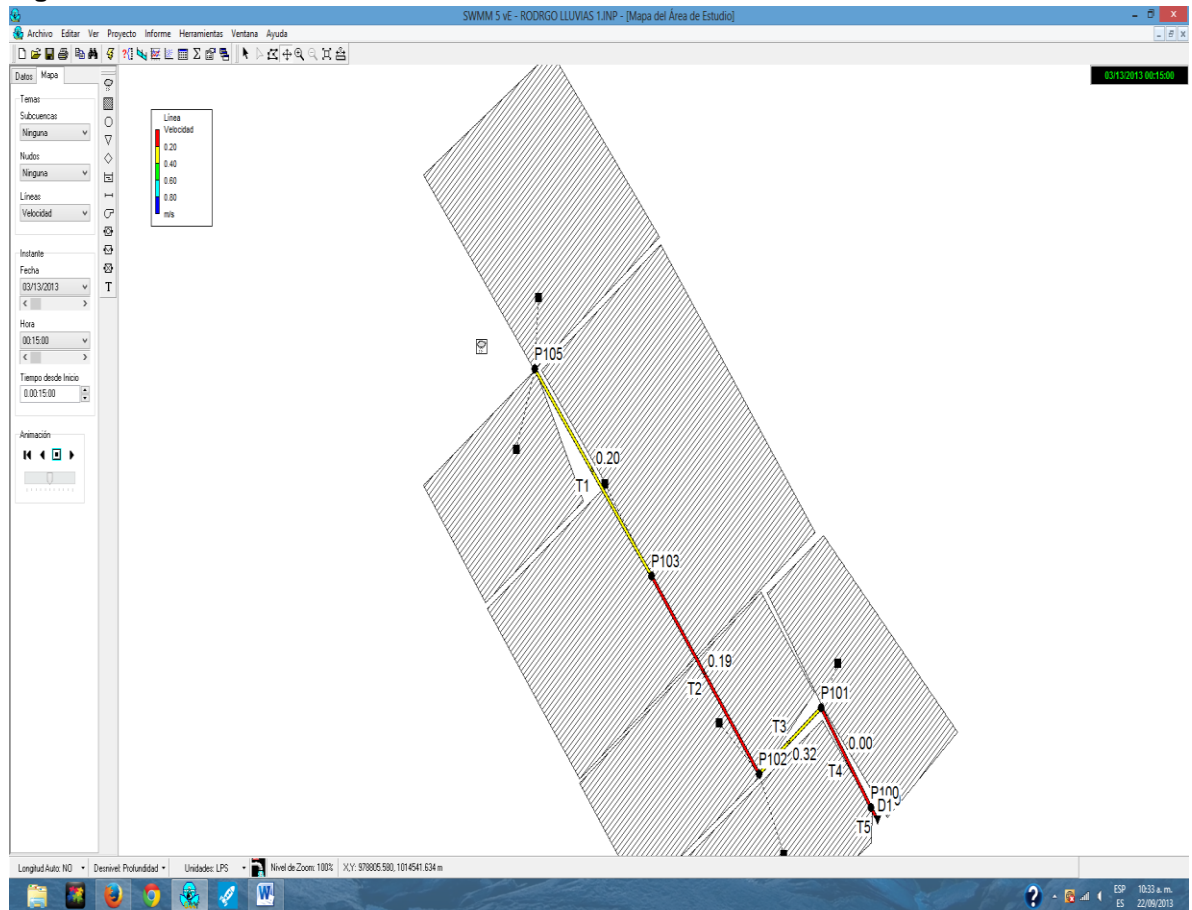 SWMM 5 vE - RODRGO LLUVIAS 1.INP - [Mapa del Área de Estudio]
Archivo Editar Ver Proyecto Informe Herramientas Ventana Ayuda
Datos Mapa
03/13/2013 00:15:00
Temas
Subcuencas
Ninguna
Nudos
Ninguna
Líneas
Velocidad
Instante
Fecha
03/13/2013
Hora
00:15:00
Tiempo desde Inicio
0.00:15:00
Animación
T
Línea
Velocidad
0.20
0.40
0.60
0.80
m/s
P105
0.20
T1
P103
0.19
T2
P101
T3
P102
0.32
0.00
T4
P100
D1
T5
Longitud Auto: NO Desnivel: Profundidad Unidades: LPS Nivel de Zoom: 100% X,Y: 978805.580, 1014541.634 m
ESP 10:33 a. m.
ES 22/09/2013